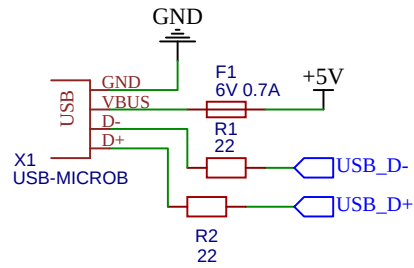 GND
USB
GND
VBUS
D-
D+
F1
6V 0.7A
+5V
R1
22
X1
USB-MICROB
USB_D-
USB_D+
R2
22